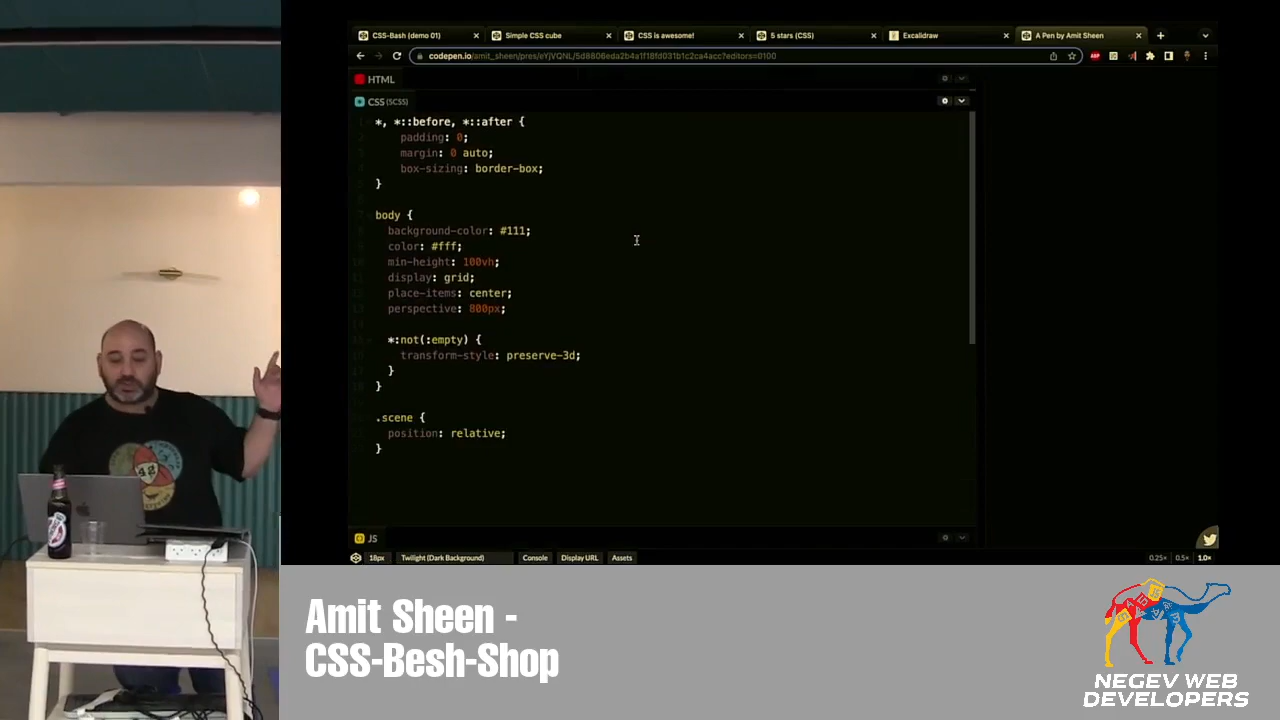 CSS-Bash (demo 01)
Simple CSS cube
CSS is awesome!
5 stars (CSS)
Excalidraw
A Pen by Amit Sheen
codepen.io/amit_sheen/pres/eYjVQNL/5d8806eda2b4a1f18fd031b1c2ca4acc?editors=0100
HTML
CSS (SCSS)
*, *::before, *::after {
padding: 0;
margin: 0 auto;
box-sizing: border-box;
}
body {
background-color: #111;
color: #fff;
min-height: 100vh;
display: grid;
place-items: center;
perspective: 800px;
*:not(:empty) {
transform-style: preserve-3d;
}
}
.scene {
position: relative;
}
JS
18px Twilight (Dark Background) Console Display URL Assets 0.25× 0.5× 1.0×
Amit Sheen -
CSS-Besh-Shop
NEGEV WEB
DEVELOPERS